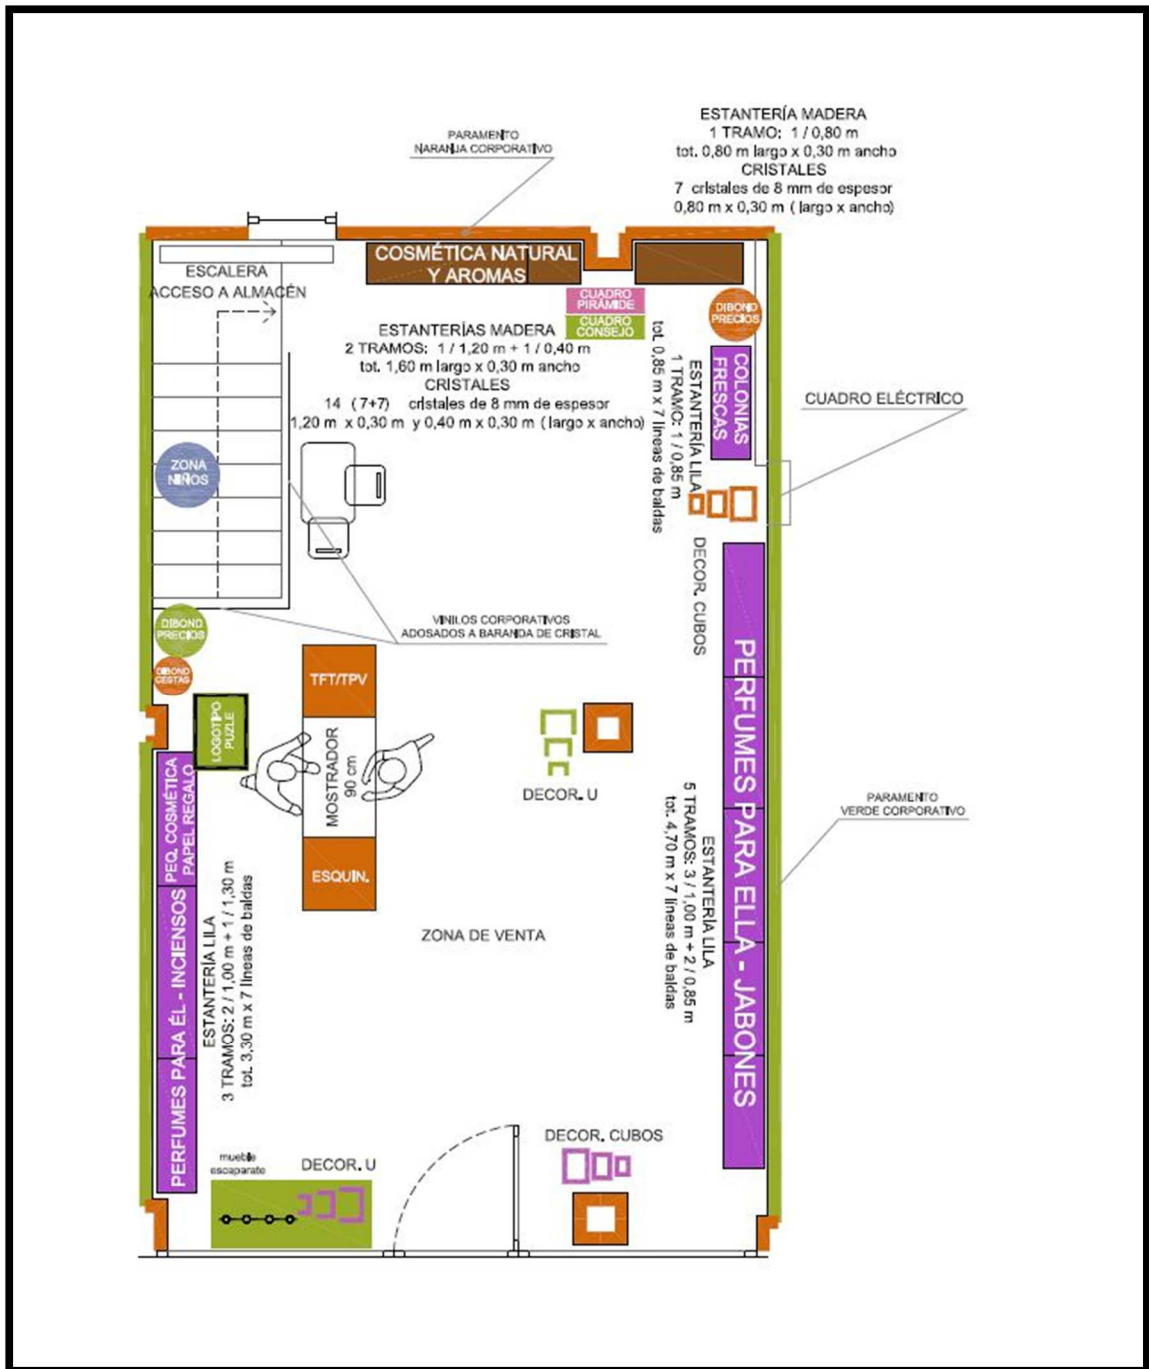 ESTANTERÍA MADERA
1 TRAMO: 1 / 0,80 m
tot. 0,80 m largo x 0,30 m ancho
CRISTALES
7 cristales de 8 mm de espesor
0,80 m x 0,30 m ( largo x ancho)
PARAMENTO
NARANJA CORPORATIVO
COSMÉTICA NATURAL
Y AROMAS
ESCALERA
ACCESO A ALMACÉN
CUADRO
PIRÁMIDE
CUADRO
CONSEJO
DIBOND
PRECIOS
ESTANTERÍAS MADERA
2 TRAMOS: 1 / 1,20 m + 1 / 0,40 m
tot. 1,60 m largo x 0,30 m ancho
CRISTALES
14 (7+7) cristales de 8 mm de espesor
1,20 m x 0,30 m y 0,40 m x 0,30 m ( largo x ancho)
COLONIAS
FRESCAS
ESTANTERÍA LILA
1 TRAMO: 1 / 0,85 m
tot. 0,85 m x 7 líneas de baldas
CUADRO ELÉCTRICO
ZONA
NIÑOS
DECOR. CUBOS
VINILOS CORPORATIVOS
ADOSADOS A BARANDA DE CRISTAL
DIBOND
PRECIOS
DIBOND
CESTAS
LOGOTIPO
PUZLE
TFT/TPV
MOSTRADOR
90 cm
ESQUIN.
DECOR. U
PERFUMES PARA ELLA - JABONES
ESTANTERÍA LILA
5 TRAMOS: 3 / 1,00 m + 2 / 0,85 m
tot. 4,70 m x 7 líneas de baldas
PARAMENTO
VERDE CORPORATIVO
PEQ. COSMÉTICA
PAPEL REGALO
PERFUMES PARA ÉL - INCIENSOS
ESTANTERÍA LILA
3 TRAMOS: 2 / 1,00 m + 1 / 1,30 m
tot. 3,30 m x 7 líneas de baldas
ZONA DE VENTA
mueble
escaparate
DECOR. U
DECOR. CUBOS